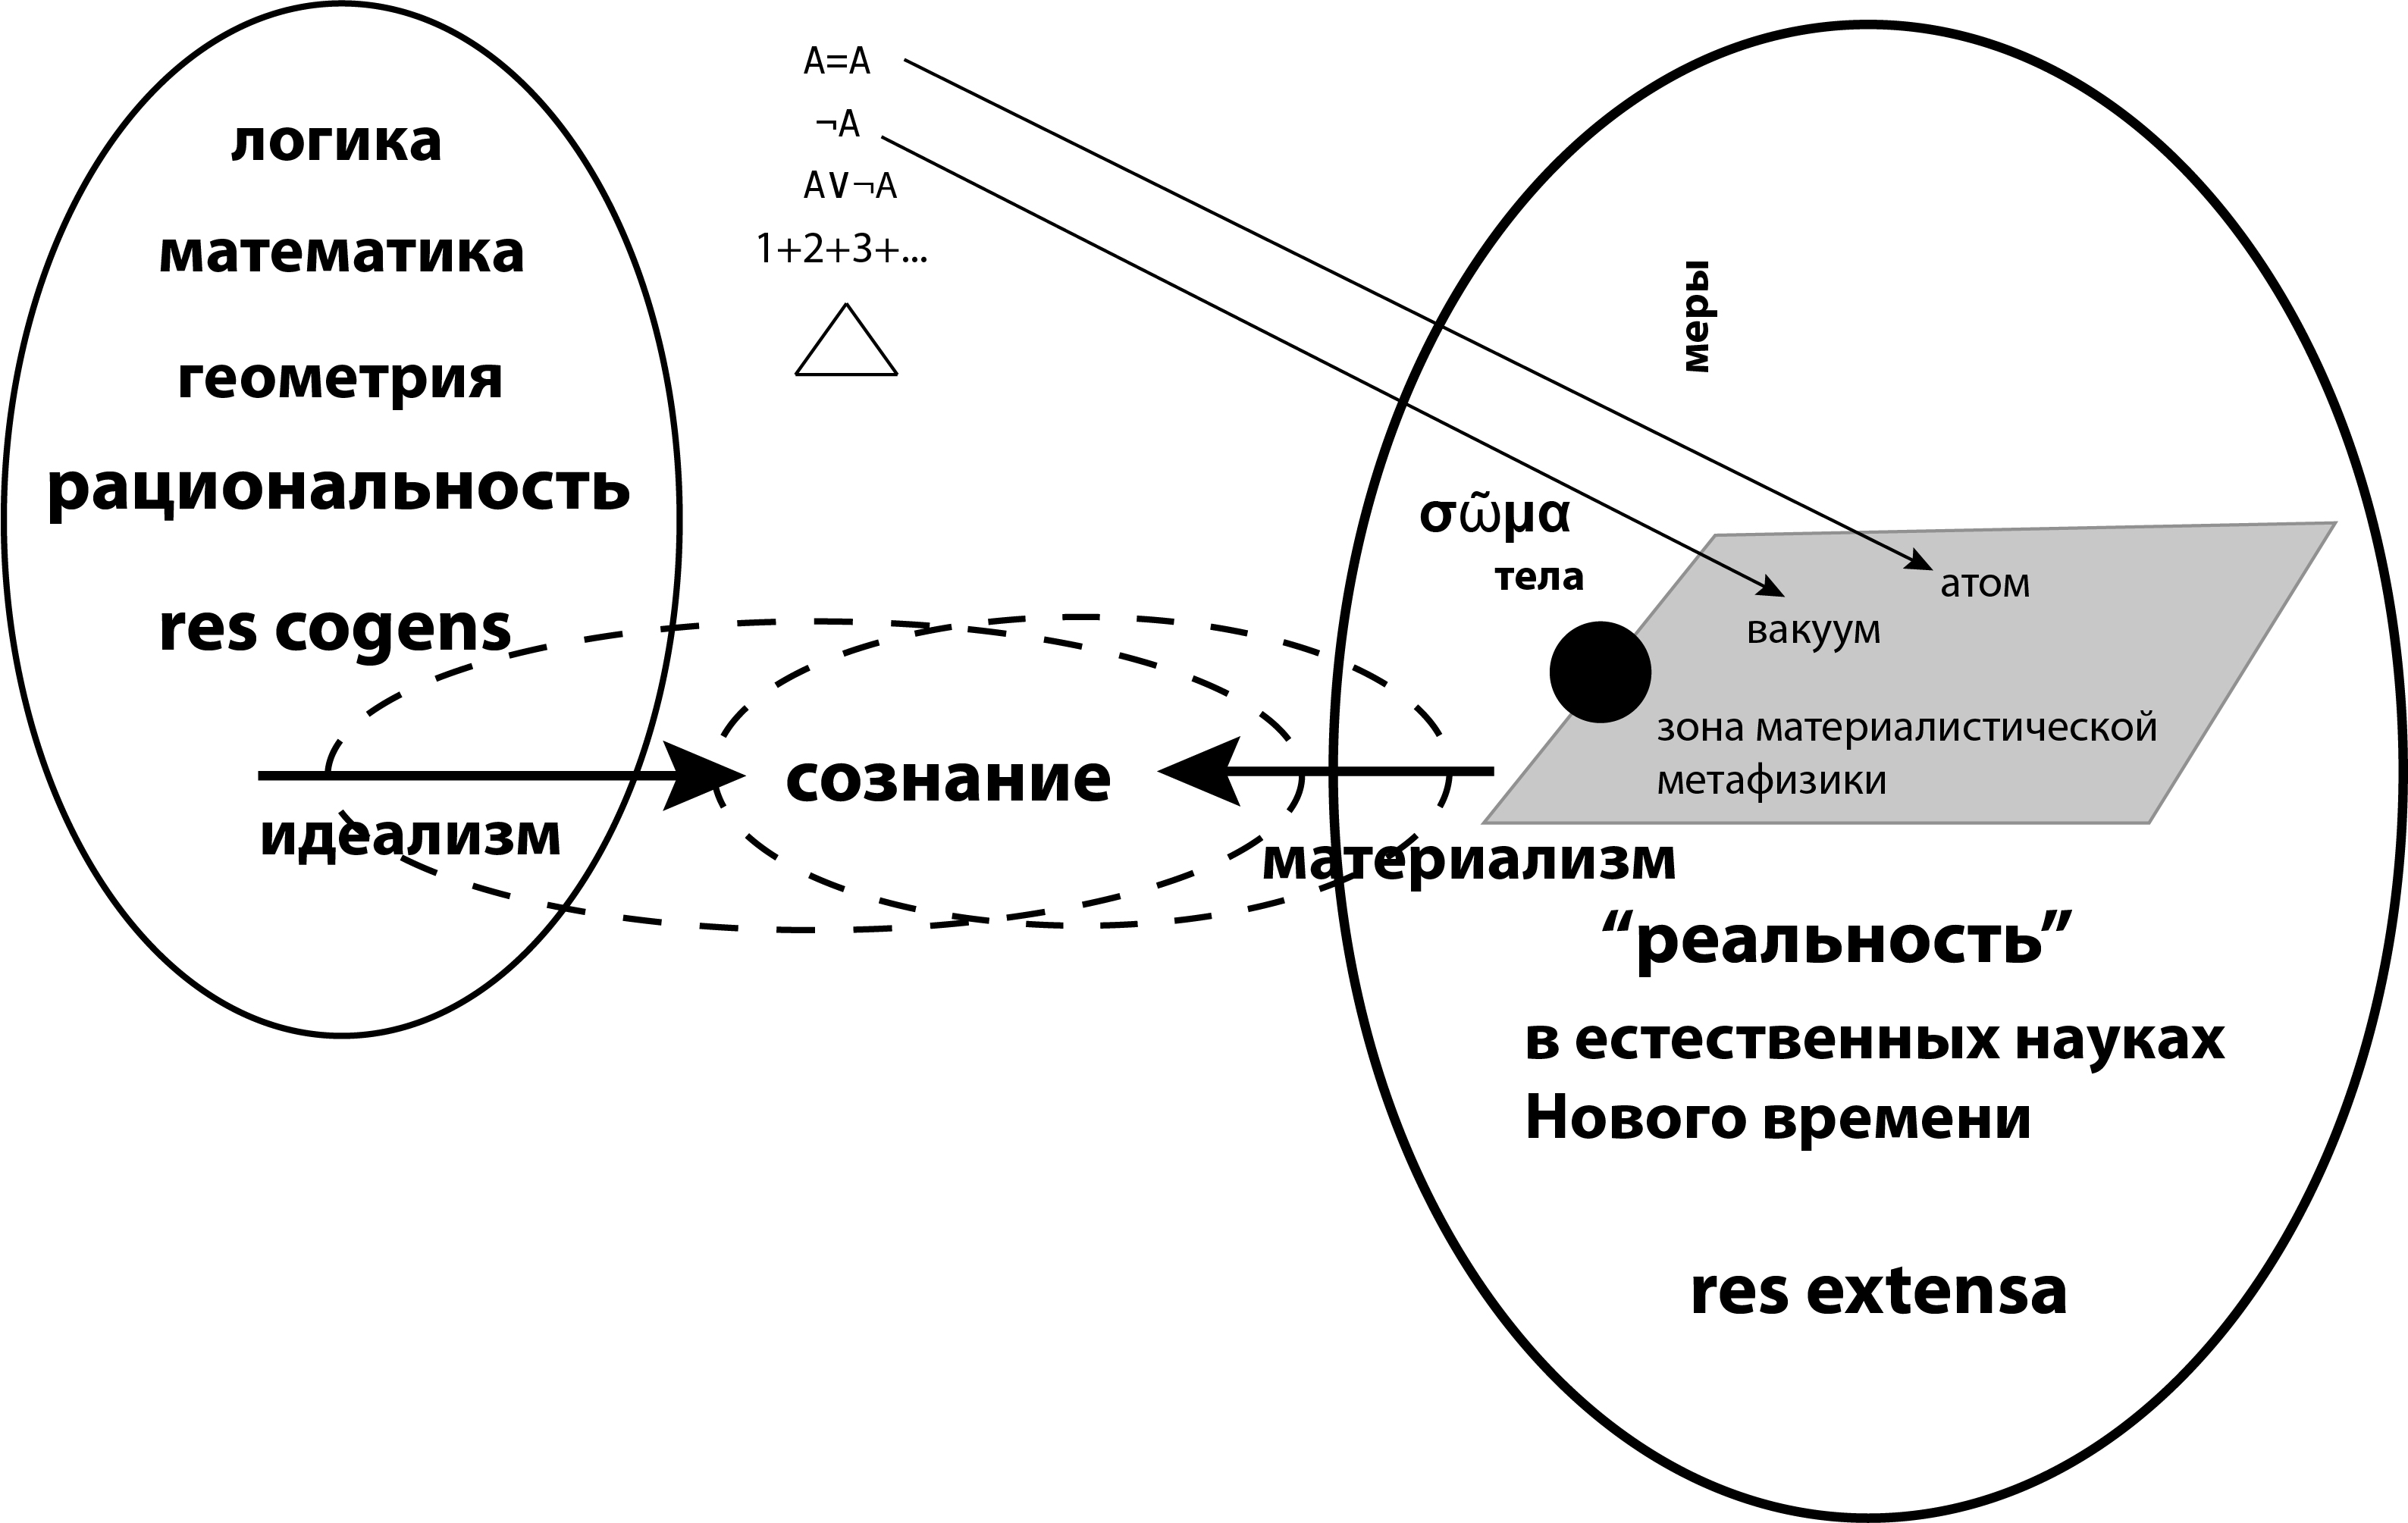 логика
математика
геометрия
рациональность
res cogens
идеализм
A=A
¬A
AV¬A
1+2+3+...
сознание
меры
σῶμα
тела
атом
вакуум
зона материалистической
метафизики
материализм
“реальность”
в естественных науках
Нового времени
res extensa